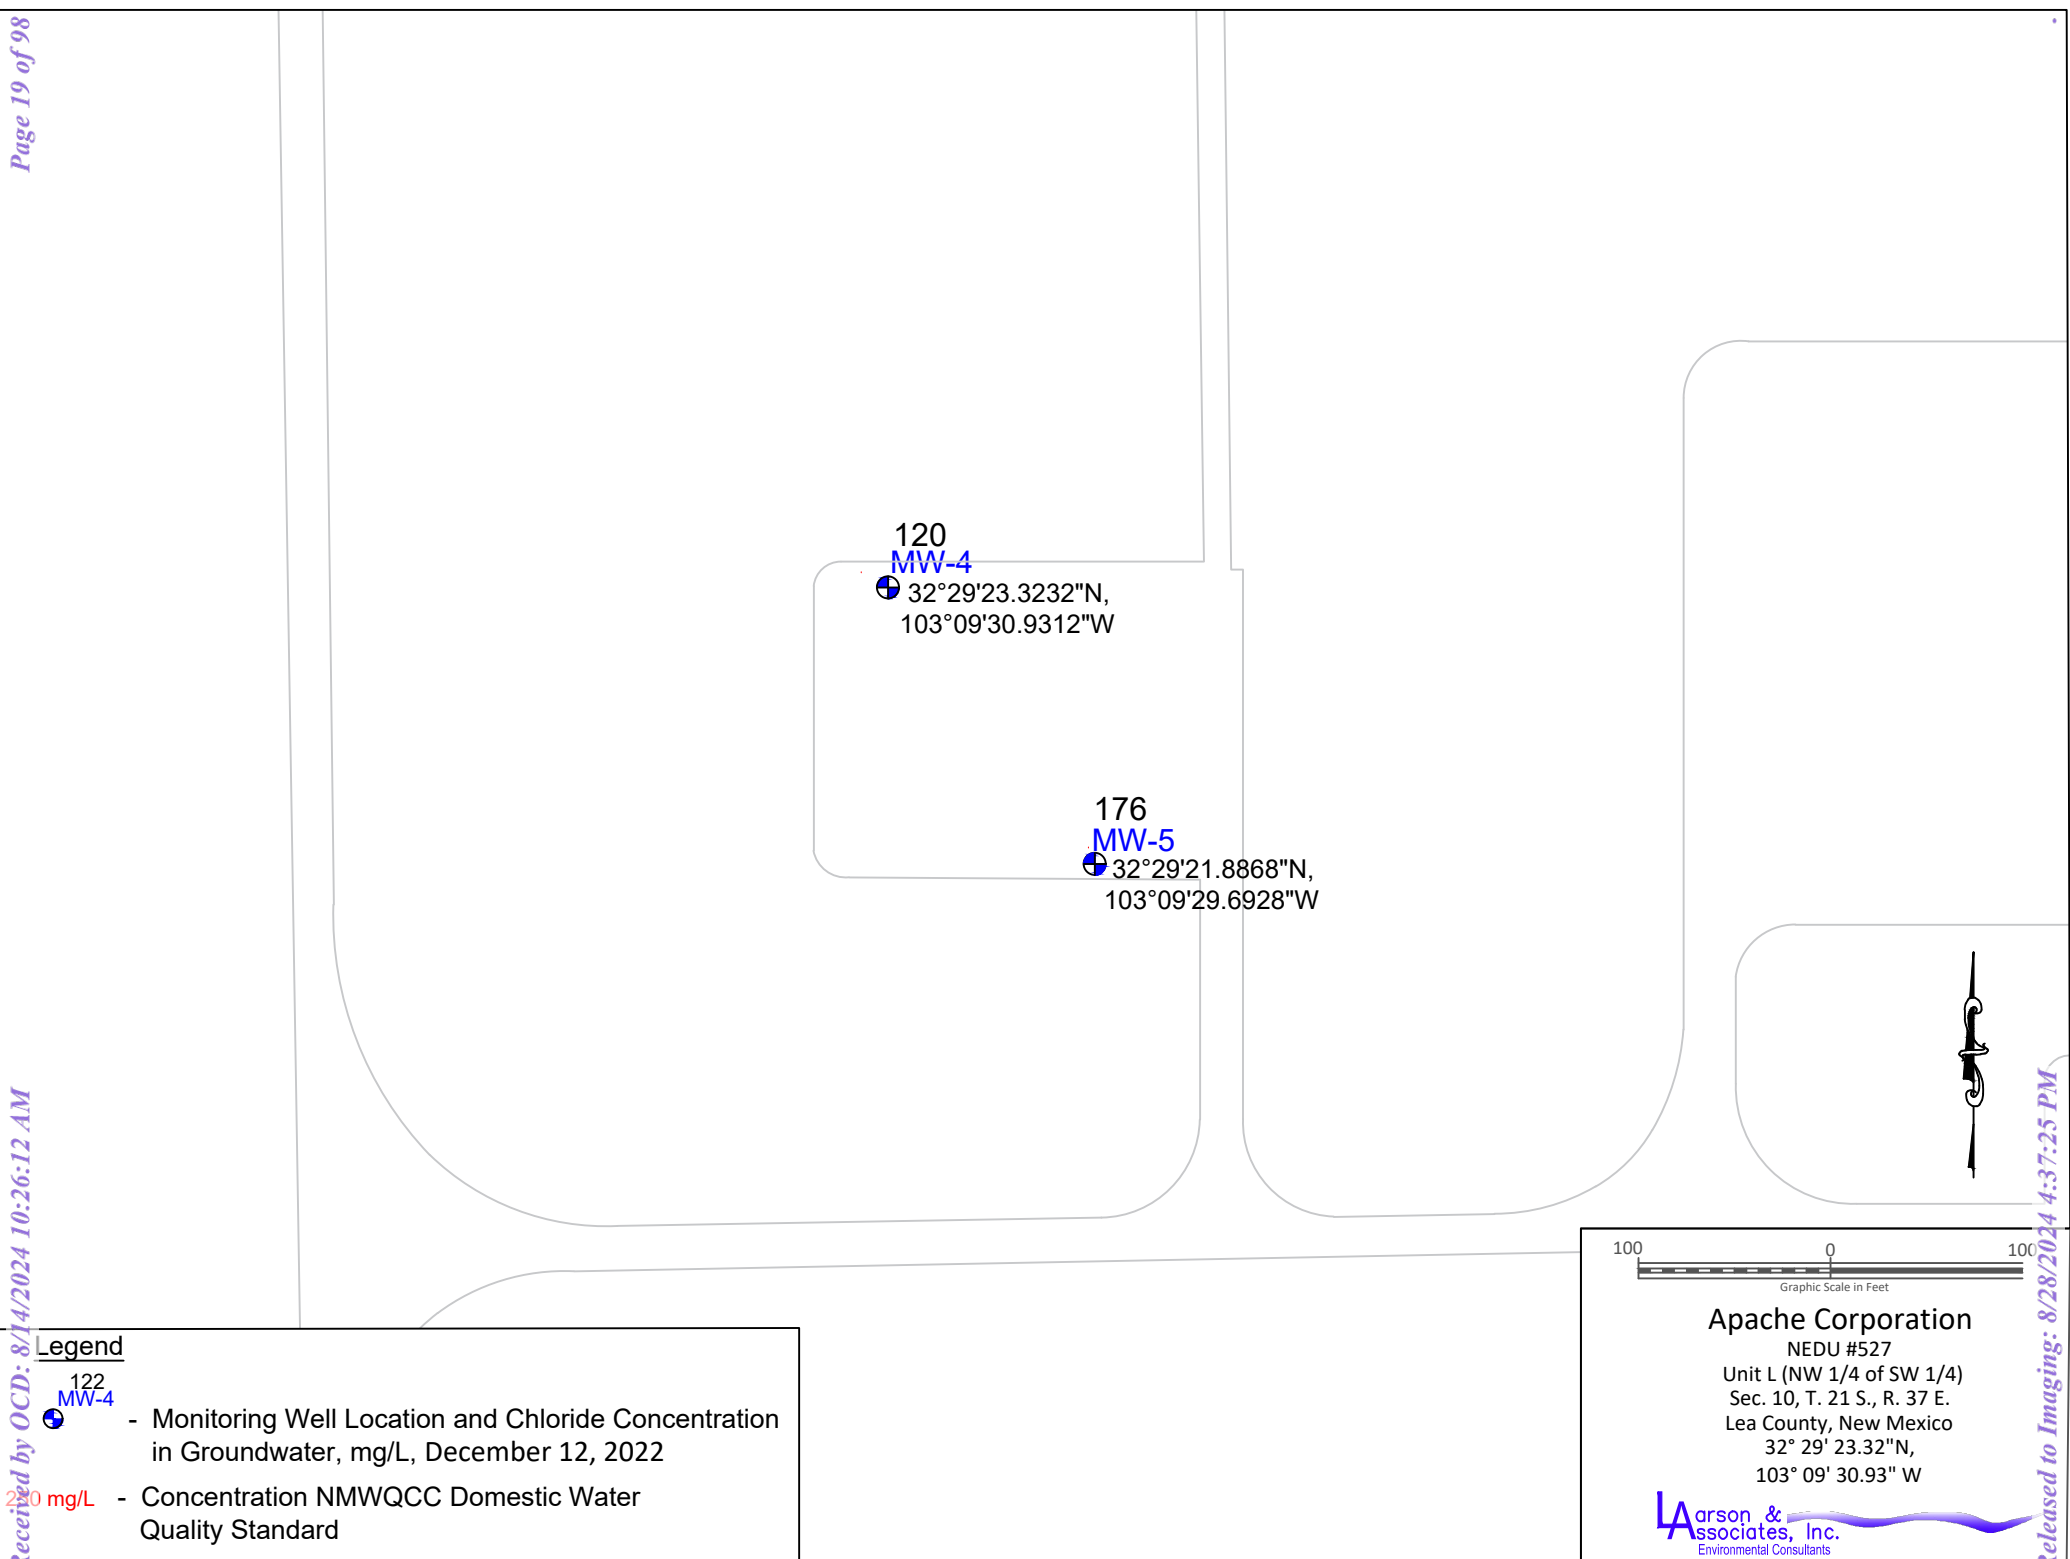 Page 19 of 98
Received by OCD: 8/14/2024 10:26:12 AM
Released to Imaging: 8/28/2024 4:37:25 PM
120
MW-4
32°29'23.3232"N,
103°09'30.9312"W
176
MW-5
32°29'21.8868"N,
103°09'29.6928"W
Legend
122
MW-4
- Monitoring Well Location and Chloride Concentration
in Groundwater, mg/L, December 12, 2022
mg/L - Concentration NMWQCC Domestic Water
Quality Standard
100 0 100
Graphic Scale in Feet
Apache Corporation
NEDU #527
Unit L (NW 1/4 of SW 1/4)
Sec. 10, T. 21 S., R. 37 E.
Lea County, New Mexico
32° 29' 23.32"N,
103° 09' 30.93" W
Larson &
Associates, Inc.
Environmental Consultants